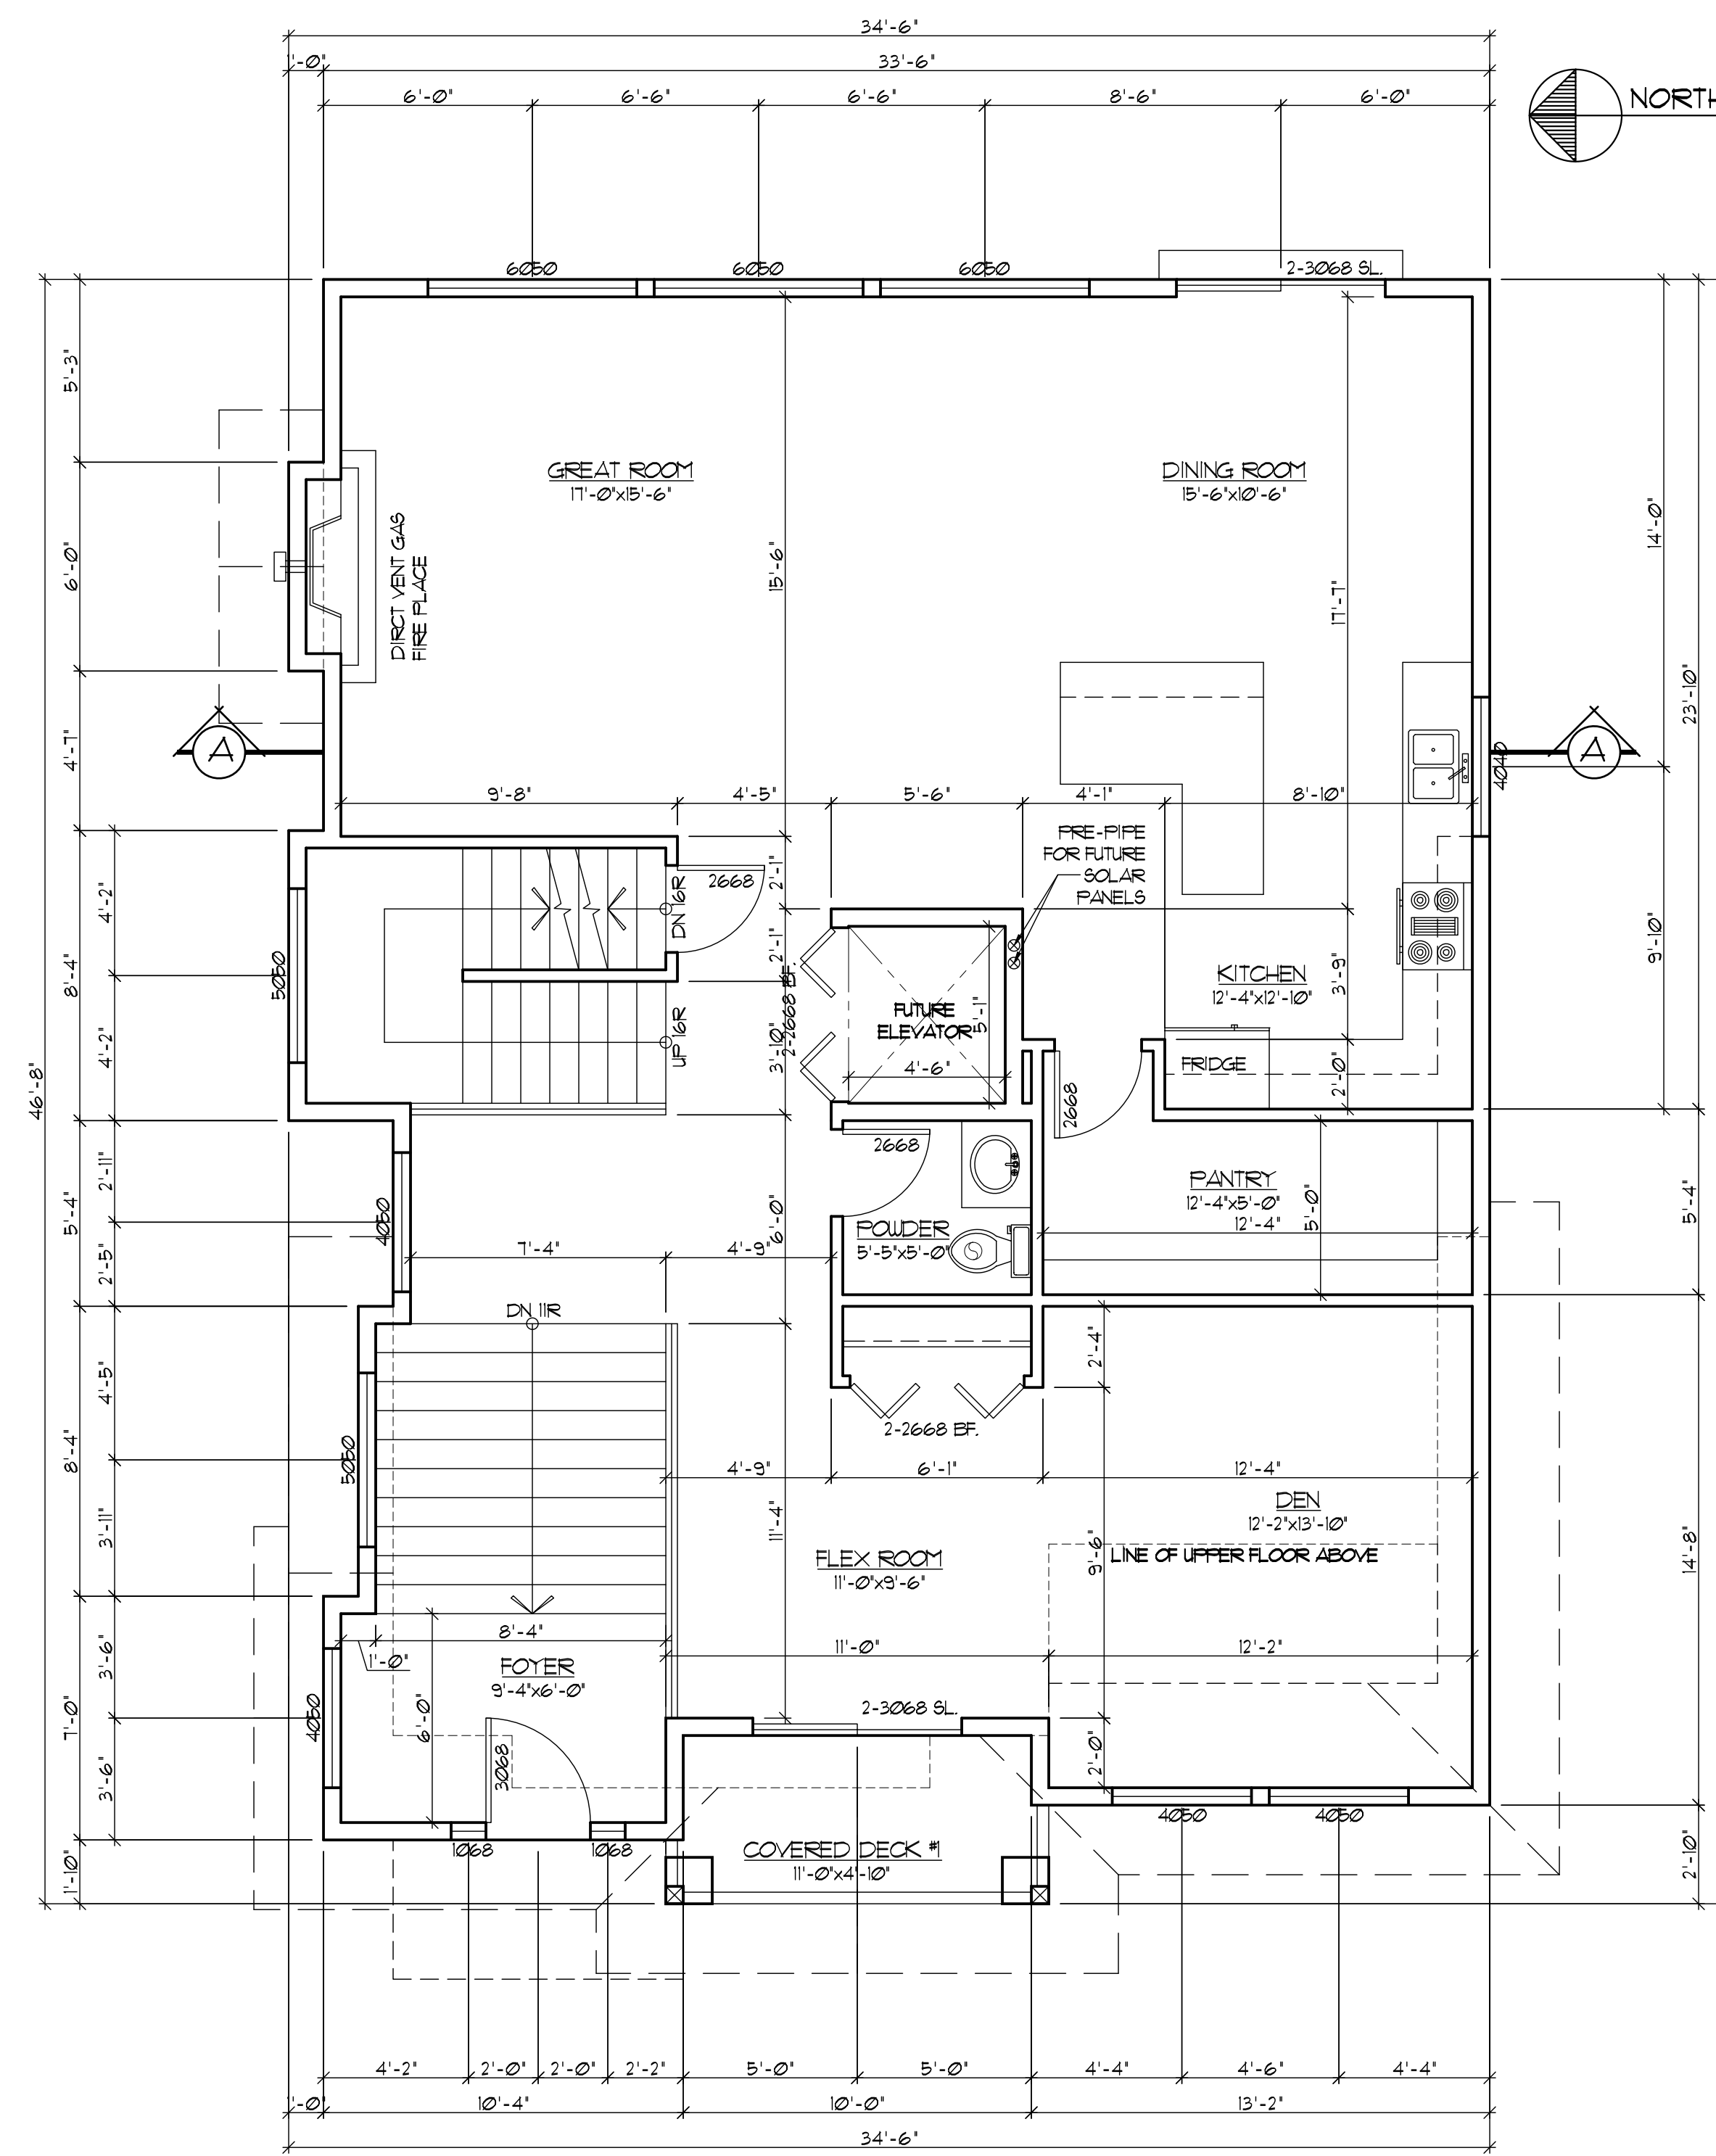 34'-6"
1'-0"
33'-6"
6'-0"
6'-6"
6'-6"
8'-6"
6'-0"
NORTH
6050
6050
6050
2-3068 SL.
5'-3"
6'-0"
4'-7"
8'-4"
5'-4"
8'-4"
7'-0"
1'-10"
46'-8"
4'-2"
4'-2"
2'-11"
2'-5"
4'-5"
3'-11"
3'-6"
3'-6"
GREAT ROOM
17'-0"x15'-6"
DINING ROOM
15'-6"x10'-6"
DIRCT VENT GAS
FIRE PLACE
15'-6"
17'-7"
14'-0"
23'-10"
9'-10"
A
A
4040
9'-8"
4'-5"
5'-6"
4'-1"
8'-10"
PRE-PIPE
FOR FUTURE
SOLAR
PANELS
2668
DN 16R
2'-1"
2'-1"
2-2668 BF.
3'-10"
UP 16R
5050
FUTURE
ELEVATOR
5'-1"
4'-6"
KITCHEN
12'-4"x12'-10"
3'-9"
2'-0"
FRIDGE
2668
2668
PANTRY
12'-4"x5'-0"
12'-4"
5'-0"
POWDER
5'-5"x5'-0"
4050
6'-0"
7'-4"
4'-9"
5'-4"
DN 11R
2'-4"
2-2668 BF.
5050
4'-9"
6'-1"
12'-4"
DEN
12'-2"x13'-10"
LINE OF UPPER FLOOR ABOVE
11'-4"
9'-6"
FLEX ROOM
11'-0"x9'-6"
14'-8"
8'-4"
1'-0"
11'-0"
12'-2"
FOYER
9'-4"x6'-0"
6'-0"
4050
3068
2-3068 SL.
2'-0"
1068
1068
4050
4050
COVERED DECK #1
11'-0"x4'-10"
2'-10"
4'-2"
2'-0"
2'-0"
2'-2"
5'-0"
5'-0"
4'-4"
4'-6"
4'-4"
1'-0"
10'-4"
10'-0"
13'-2"
34'-6"